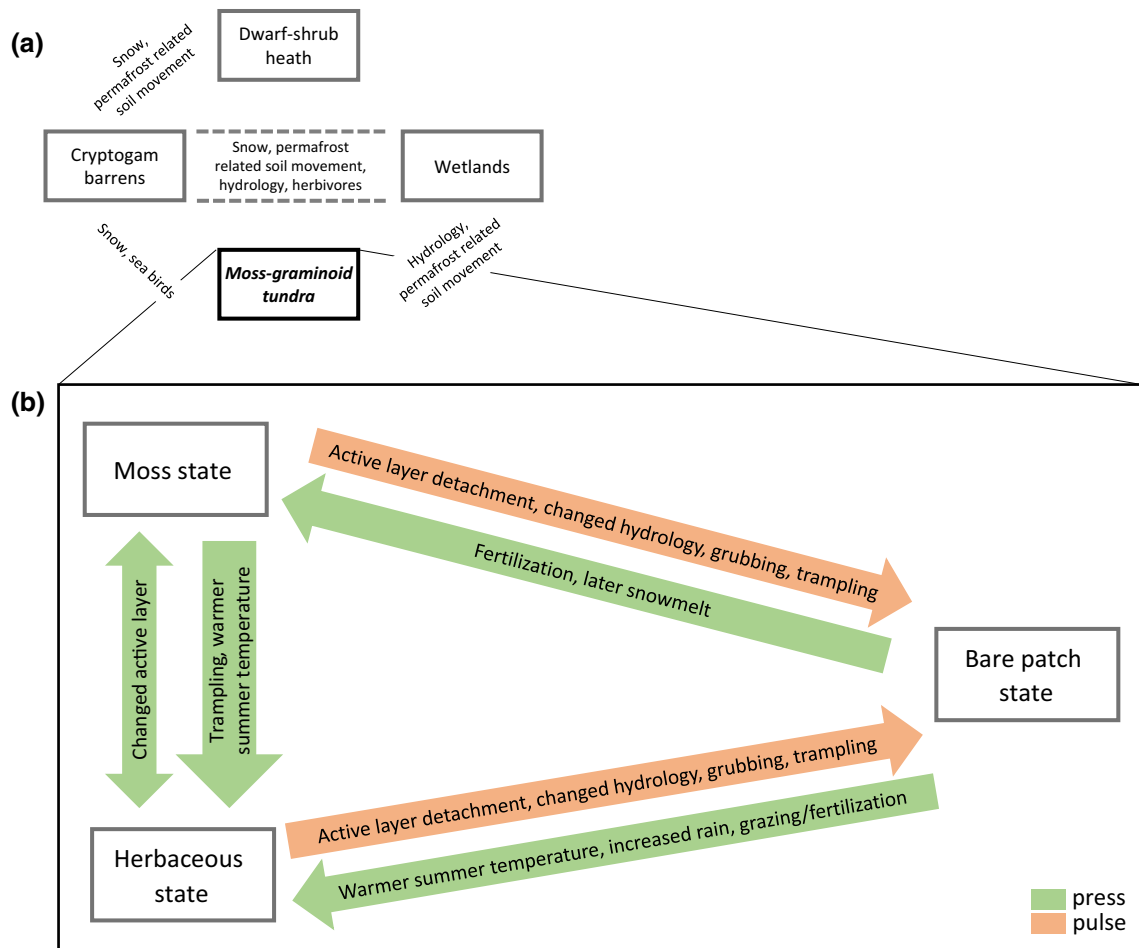 (a)
Dwarf-shrub
heath
Snow,
permafrost related
soil movement
Cryptogam
barrens
Snow, permafrost
related soil movement,
hydrology, herbivores
Wetlands
Snow, sea birds
Moss-graminoid
tundra
Hydrology,
permafrost related
soil movement
(b)
Moss state
Active layer detachment, changed hydrology, grubbing, trampling
Fertilization, later snowmelt
Changed active layer
Trampling, warmer
summer temperature
Bare patch
state
Active layer detachment, changed hydrology, grubbing, trampling
Warmer summer temperature, increased rain, grazing/fertilization
Herbaceous
state
press
pulse